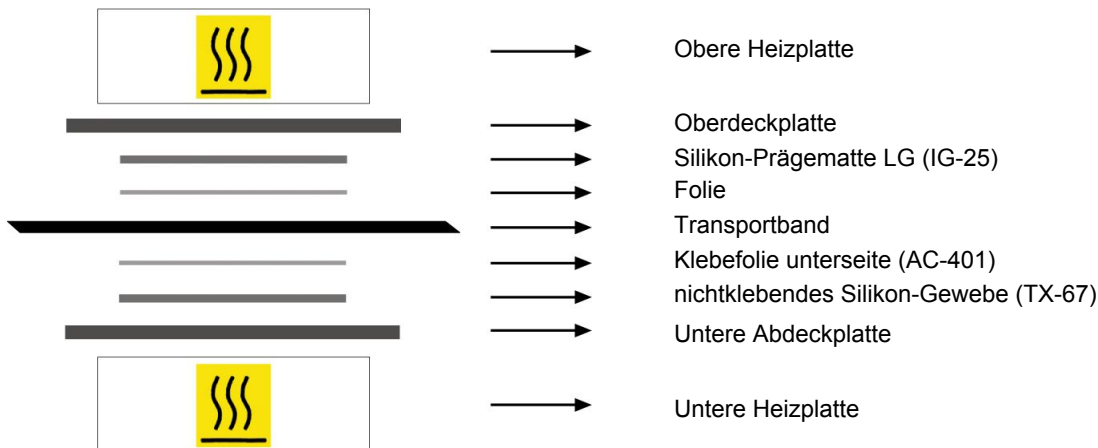 Obere Heizplatte
Oberdeckplatte
Silikon-Prägematte LG (IG-25)
Folie
Transportband
Klebefolie unterseite (AC-401)
nichtklebendes Silikon-Gewebe (TX-67)
Untere Abdeckplatte
Untere Heizplatte